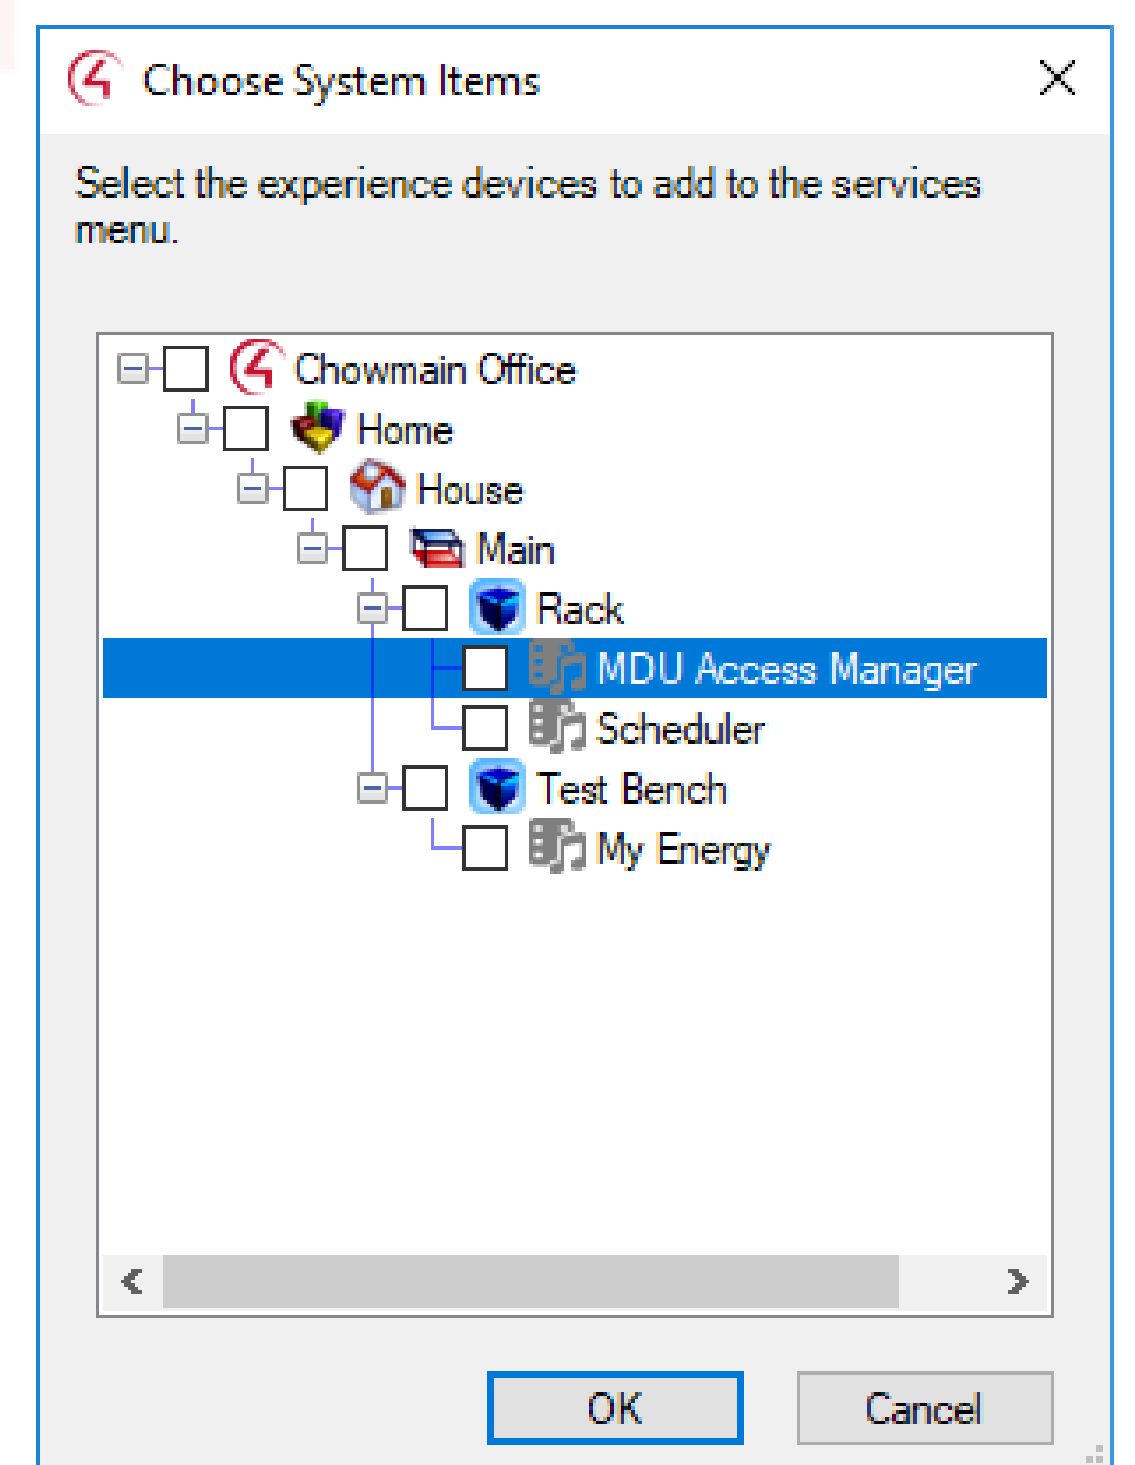 Choose System Items
Select the experience devices to add to the services
menu.
Chowmain Office
Home
House
Main
Rack
MDU Access Manager
Scheduler
Test Bench
My Energy
OK
Cancel